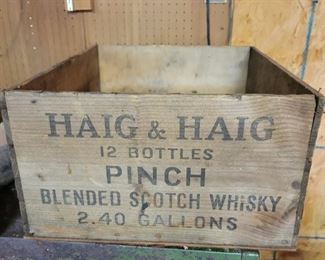 HAIG & HAIG
12 BOTTLES
PINCH
BLENDED SCOTCH WHISKY
2.40 GALLONS